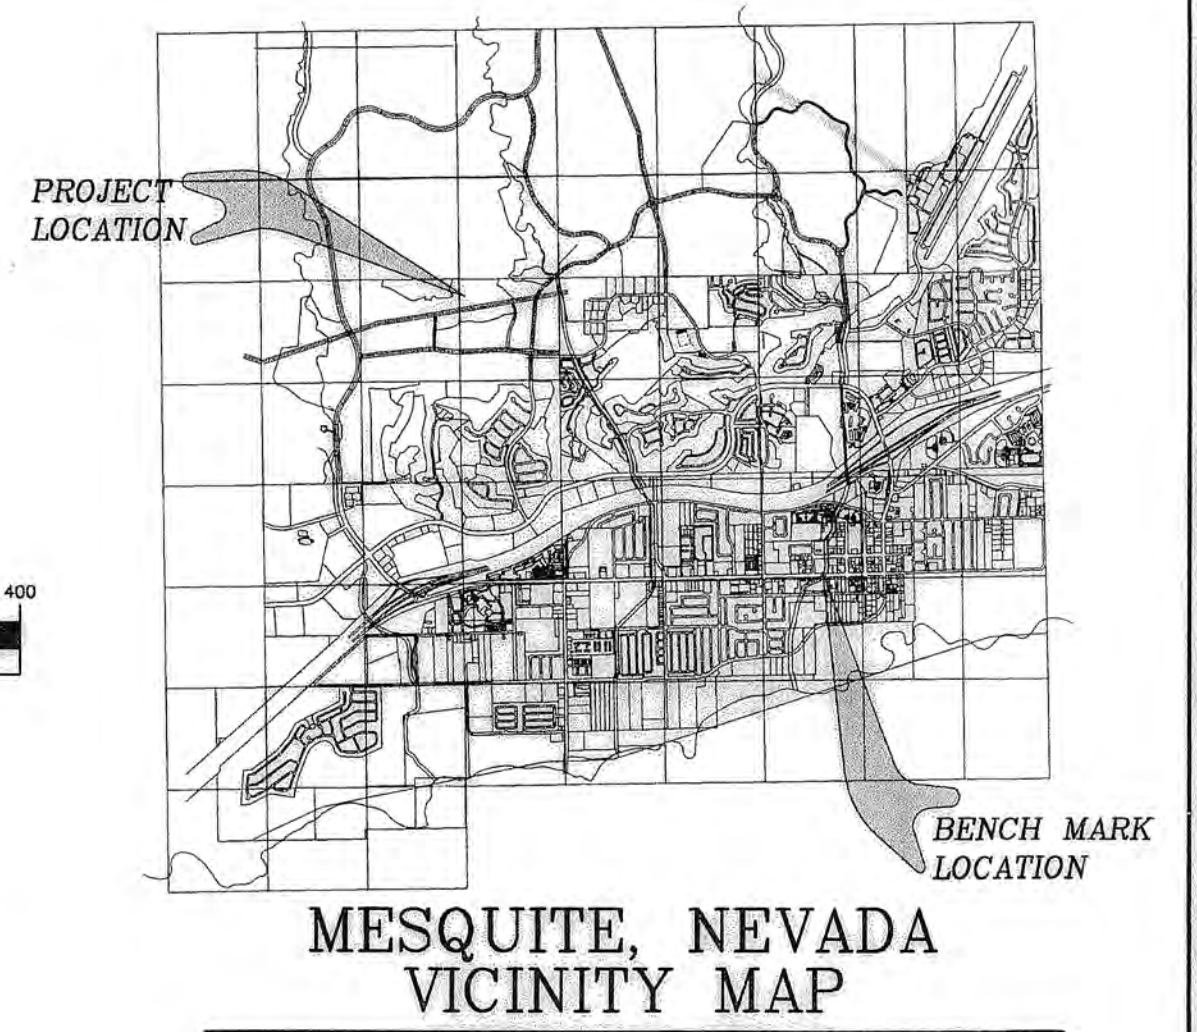 PROJECT
LOCATION
400
BENCH MARK
LOCATION
MESQUITE, NEVADA
VICINITY MAP